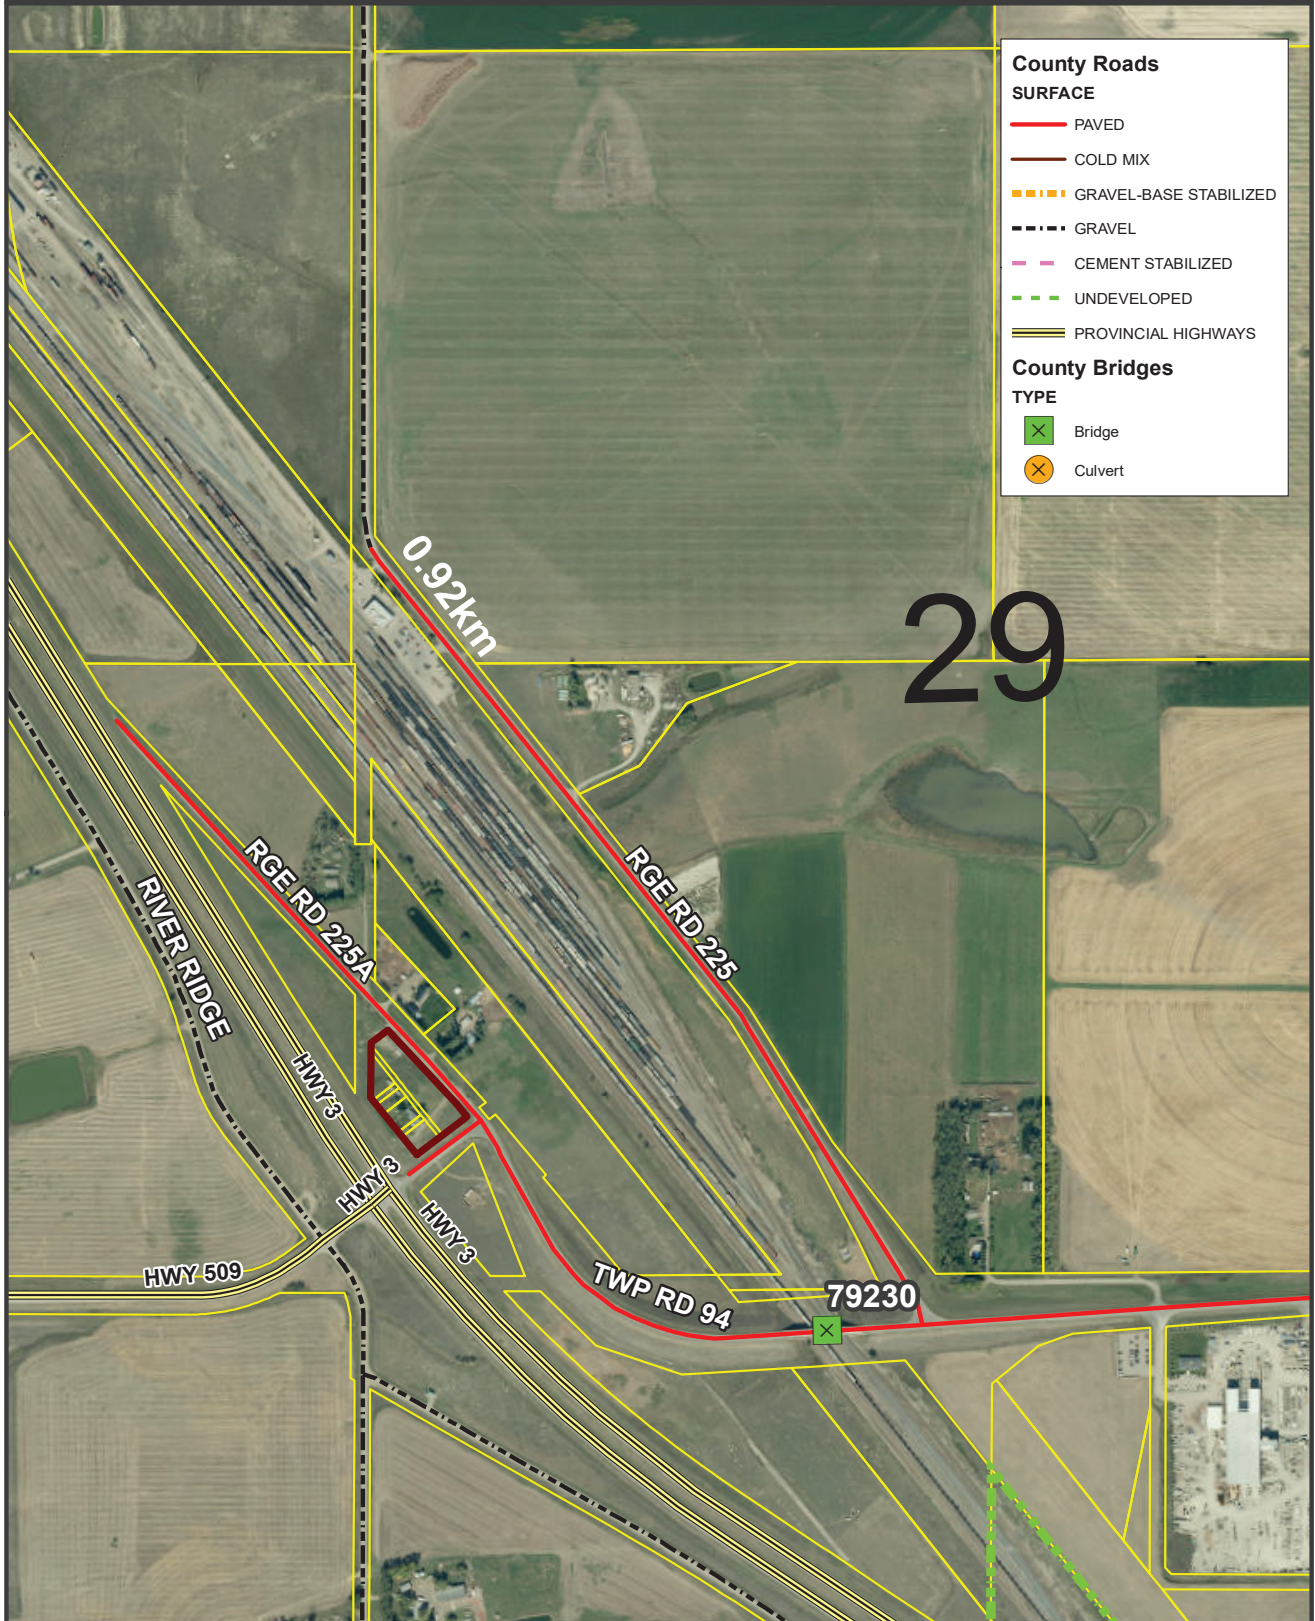 County Roads
SURFACE
PAVED
COLD MIX
GRAVEL-BASE STABILIZED
GRAVEL
CEMENT STABILIZED
UNDEVELOPED
PROVINCIAL HIGHWAYS
County Bridges
TYPE
Bridge
Culvert
0.92km
29
RGE RD 225A
RGE RD 225
RIVER RIDGE
HWY 3
HWY 3
HWY 3
HWY 509
TWP RD 94
79230